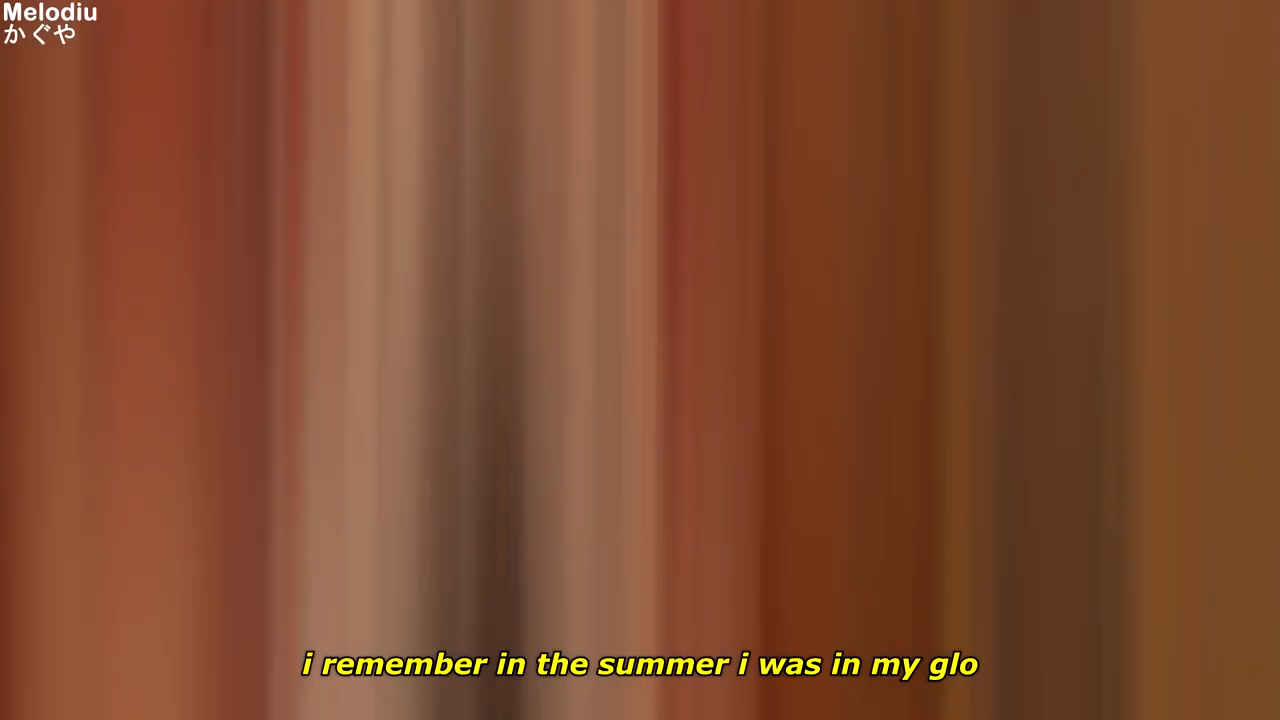 Melodiu
かぐや
i remember in the summer i was in my glo